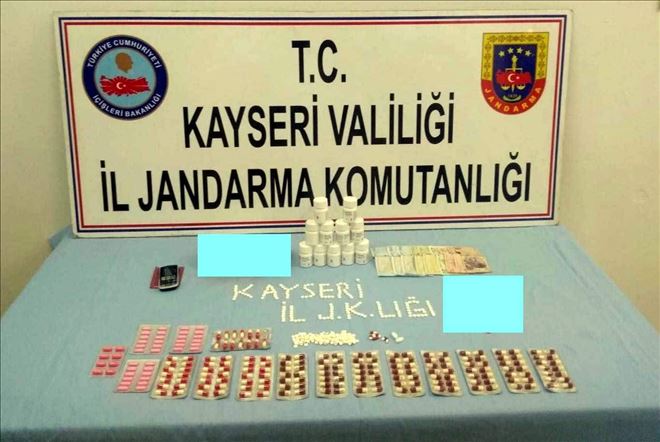 TÜRKİYE CUMHURİYETİ
İÇİŞLERİ BAKANLIĞI
T.C.
KAYSERİ VALİLİĞİ
İL JANDARMA KOMUTANLIĞI
JANDARMA
KAYSERİ
İL J.K.LIĞI